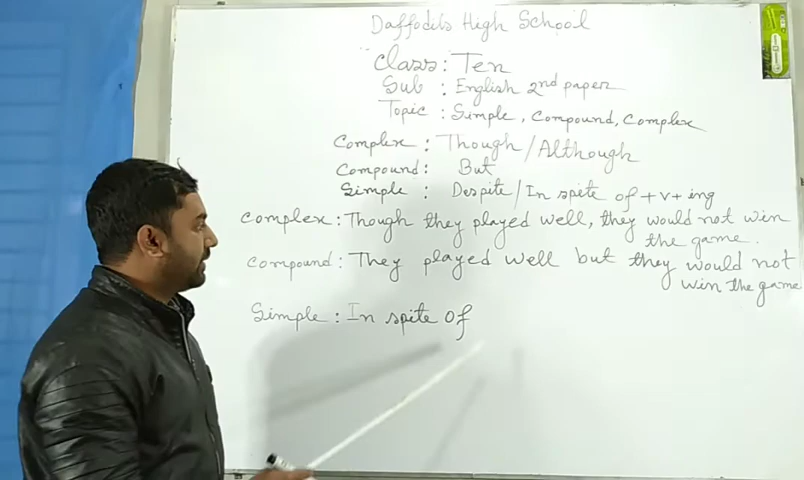 Daffodils High School
Class: Ten
Sub : English 2nd paper
Topic : Simple, Compound, Complex
Complex : Though/Although
Compound : But
Simple : Despite/In spite of + v + ing
Complex: Though they played well, they would not win
the game.
Compound: They played well but they would not
win the game
Simple: In spite of